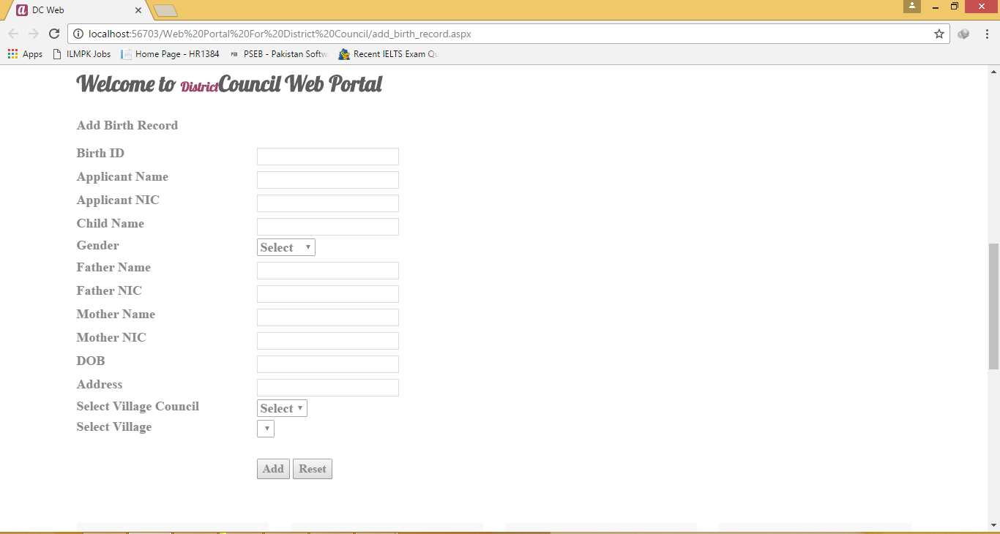 DC Web
localhost:56703/Web%20Portal%20For%20District%20Council/add_birth_record.aspx
Apps ILMPK Jobs Home Page - HR1384 PSEB - Pakistan Softw Recent IELTS Exam Qu
Welcome to DistrictCouncil Web Portal
Add Birth Record
Birth ID
Applicant Name
Applicant NIC
Child Name
Gender Select
Father Name
Father NIC
Mother Name
Mother NIC
DOB
Address
Select Village Council Select
Select Village
Add Reset